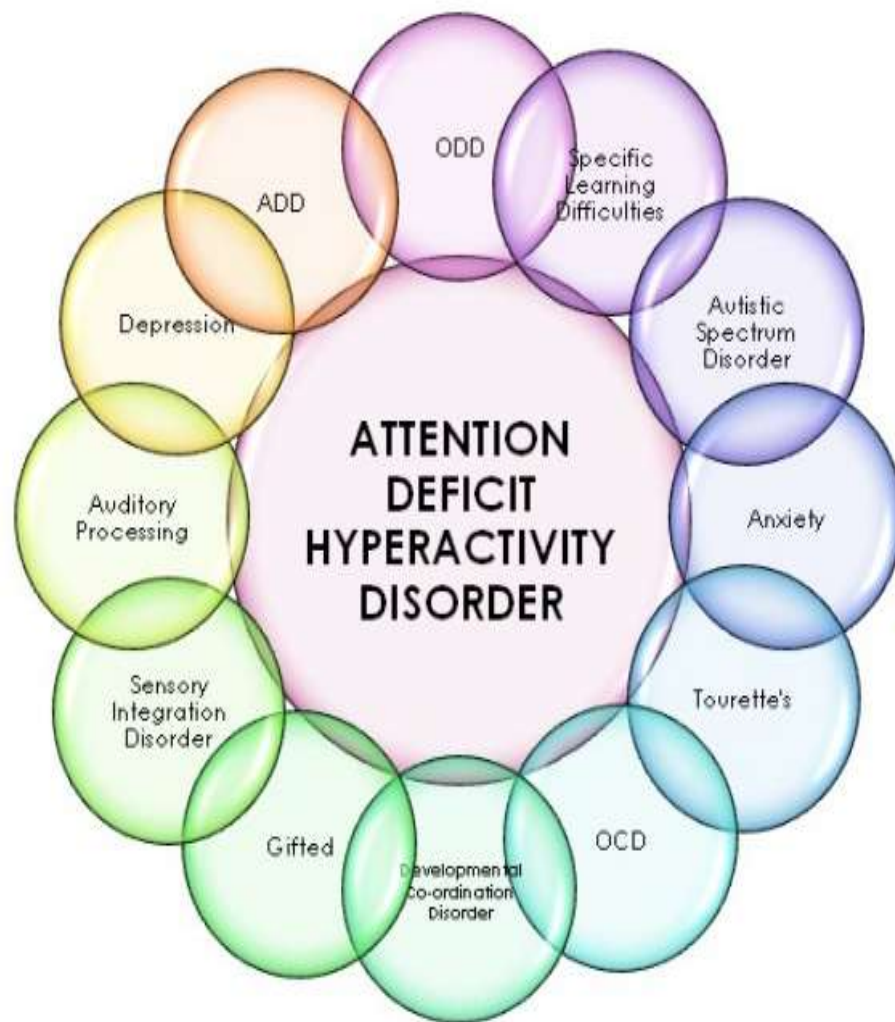 ODD
Specific
Learning
Difficulties
Autistic
Spectrum
Disorder
Anxiety
Tourette's
OCD
Developmental
Co-ordination
Disorder
Gifted
Sensory
Integration
Disorder
Auditory
Processing
Depression
ADD
ATTENTION
DEFICIT
HYPERACTIVITY
DISORDER